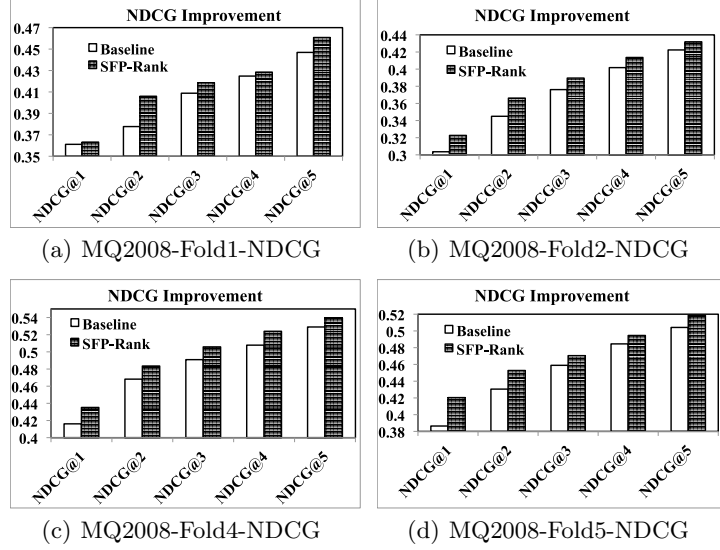 NDCG Improvement
0.47
0.45
0.43
0.41
0.39
0.37
0.35
Baseline
SFP-Rank
NDCG@1
NDCG@2
NDCG@3
NDCG@4
NDCG@5
(a) MQ2008-Fold1-NDCG
NDCG Improvement
0.44
0.42
0.4
0.38
0.36
0.34
0.32
0.3
Baseline
SFP-Rank
NDCG@1
NDCG@2
NDCG@3
NDCG@4
NDCG@5
(b) MQ2008-Fold2-NDCG
NDCG Improvement
0.54
0.52
0.5
0.48
0.46
0.44
0.42
0.4
Baseline
SFP-Rank
NDCG@1
NDCG@2
NDCG@3
NDCG@4
NDCG@5
(c) MQ2008-Fold4-NDCG
NDCG Improvement
0.52
0.5
0.48
0.46
0.44
0.42
0.4
0.38
Baseline
SFP-Rank
NDCG@1
NDCG@2
NDCG@3
NDCG@4
NDCG@5
(d) MQ2008-Fold5-NDCG